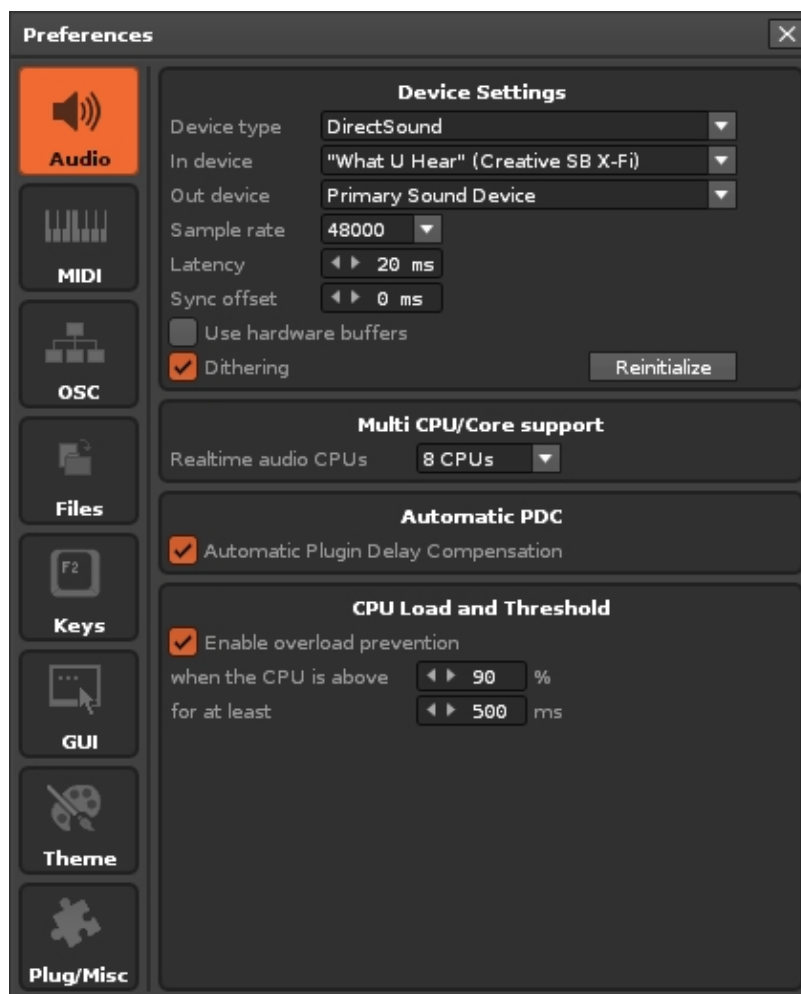 Preferences
Audio
MIDI
OSC
Files
F2
Keys
GUI
Theme
Plug/Misc
Device Settings
Device type DirectSound
In device "What U Hear" (Creative SB X-Fi)
Out device Primary Sound Device
Sample rate 48000
Latency 20 ms
Sync offset 0 ms
Use hardware buffers
Dithering Reinitialize
Multi CPU/Core support
Realtime audio CPUs 8 CPUs
Automatic PDC
Automatic Plugin Delay Compensation
CPU Load and Threshold
Enable overload prevention
when the CPU is above 90 %
for at least 500 ms